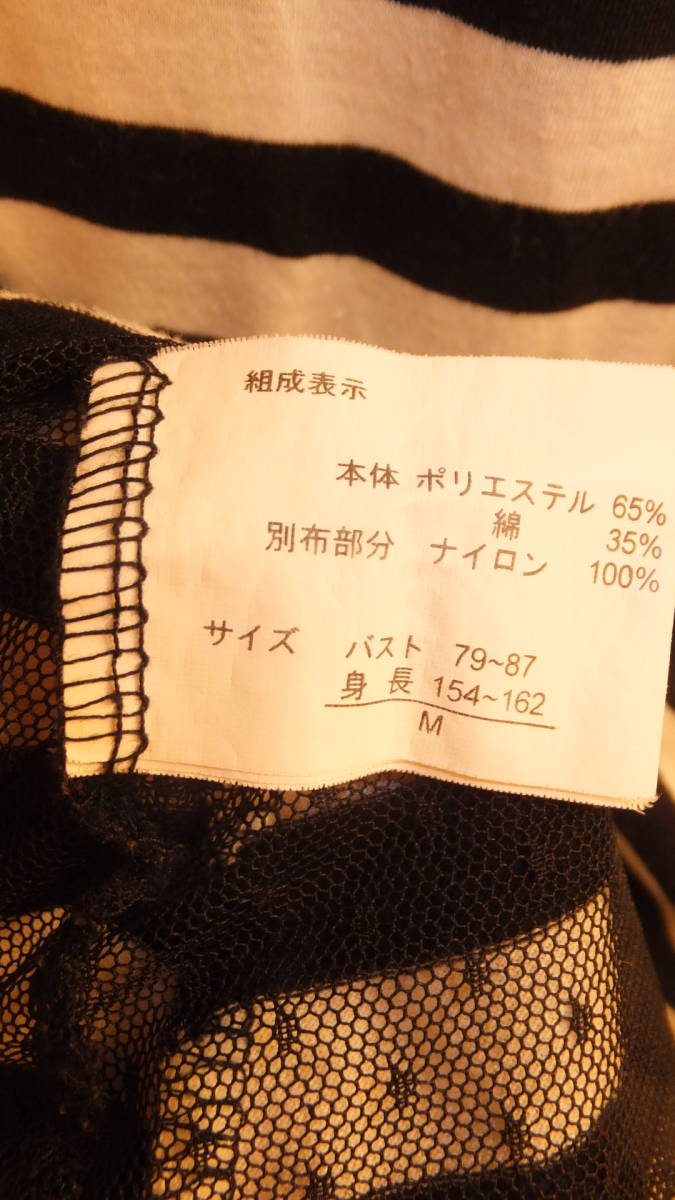 組成表示
本体 ポリエステル 65%
綿 35%
別布部分 ナイロン 100%
サイズ バスト 79~87
身長 154~162
M